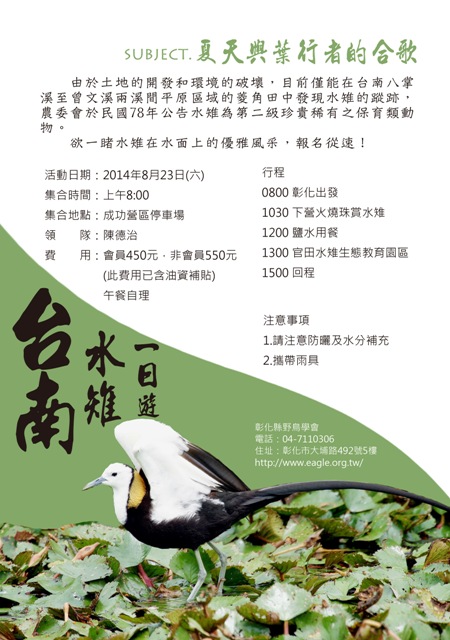 SUBJECT. 夏天與葉行者的合歌
由於土地的開發和環境的破壞，目前僅能在台南八掌
溪至曾文溪兩溪間平原區域的菱角田中發現水雉的蹤跡，
農委會於民國78年公告水雉為第二級珍貴稀有之保育類動
物。
欲一睹水雉在水面上的優雅風采，報名從速！
活動日期：2014年8月23日(六)
集合時間：上午8:00
集合地點：成功營區停車場
領　　隊：陳德治
費　　用：會員450元，非會員550元
(此費用已含油資補貼)
午餐自理
行程
0800 彰化出發
1030 下營火燒珠賞水雉
1200 鹽水用餐
1300 官田水雉生態教育園區
1500 回程
注意事項
1.請注意防曬及水分補充
2.攜帶雨具
台南
水雉
一日遊
彰化縣野鳥學會
電話：04-7110306
住址：彰化市大埔路492號5樓
http://www.eagle.org.tw/